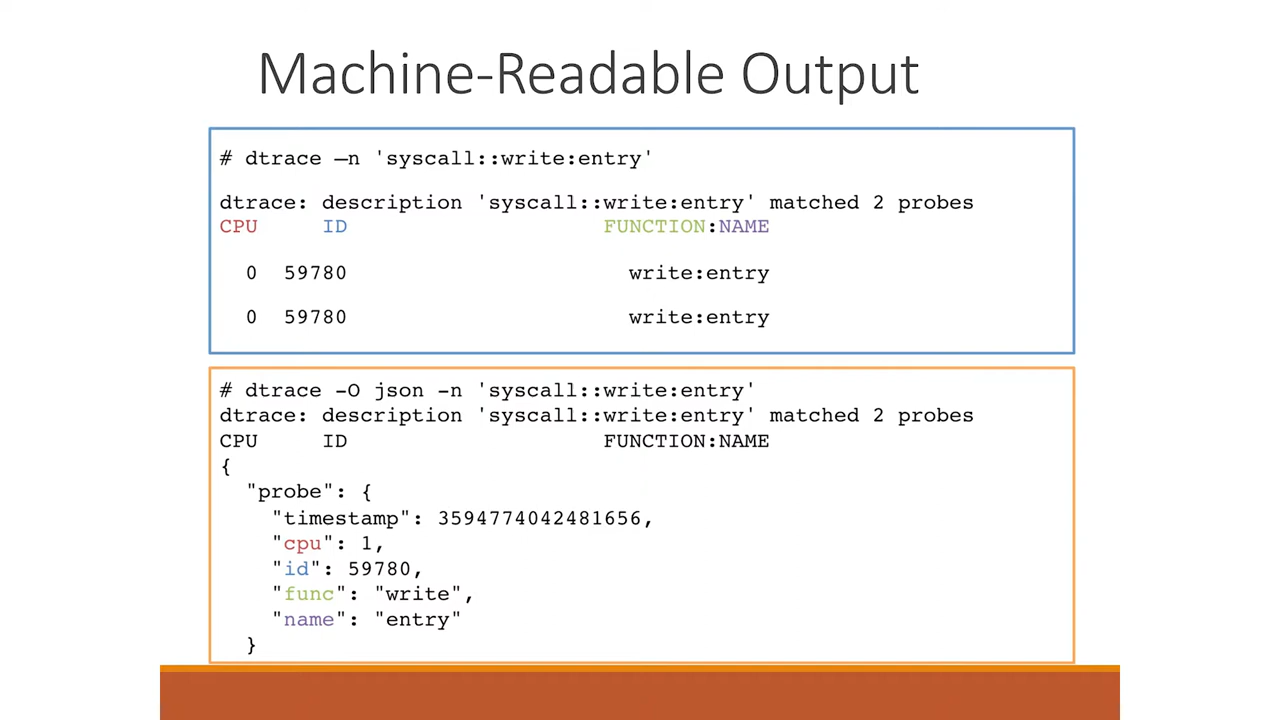 Machine-Readable Output
# dtrace –n 'syscall::write:entry'
dtrace: description 'syscall::write:entry' matched 2 probes
CPU     ID                    FUNCTION:NAME
  0  59780                      write:entry
  0  59780                      write:entry
# dtrace -O json -n 'syscall::write:entry'
dtrace: description 'syscall::write:entry' matched 2 probes
CPU     ID                    FUNCTION:NAME
{
  "probe": {
    "timestamp": 3594774042481656,
    "cpu": 1,
    "id": 59780,
    "func": "write",
    "name": "entry"
  }